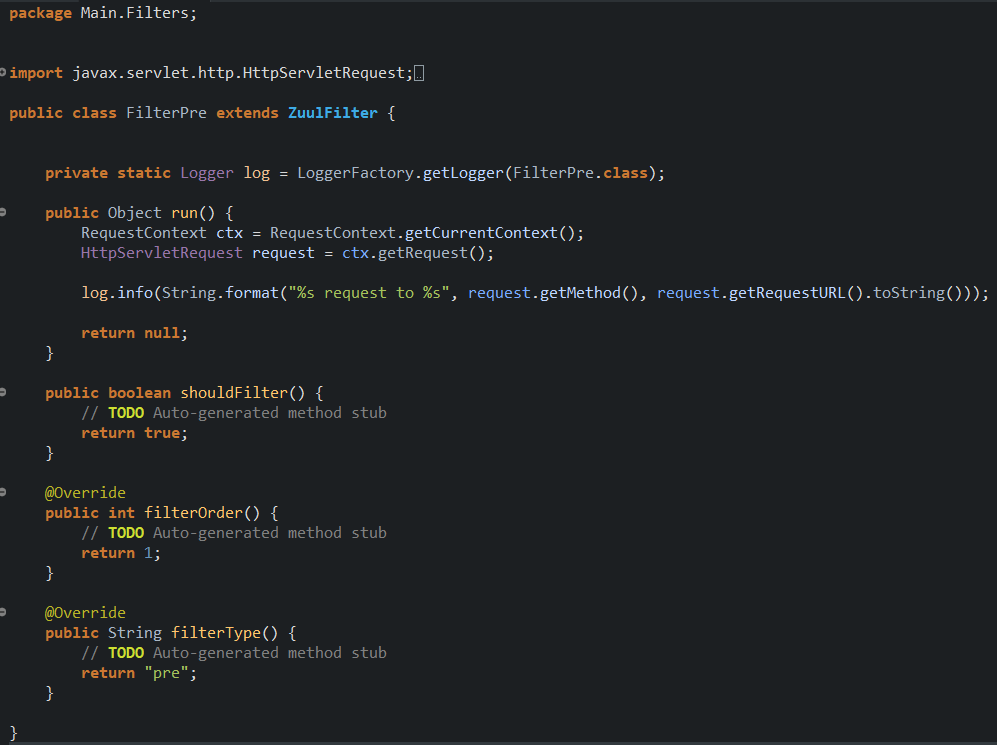 package Main.Filters;
import javax.servlet.http.HttpServletRequest;
public class FilterPre extends ZuulFilter {
private static Logger log = LoggerFactory.getLogger(FilterPre.class);
public Object run() {
RequestContext ctx = RequestContext.getCurrentContext();
HttpServletRequest request = ctx.getRequest();
log.info(String.format("%s request to %s", request.getMethod(), request.getRequestURL().toString()));
return null;
}
public boolean shouldFilter() {
// TODO Auto-generated method stub
return true;
}
@Override
public int filterOrder() {
// TODO Auto-generated method stub
return 1;
}
@Override
public String filterType() {
// TODO Auto-generated method stub
return "pre";
}
}